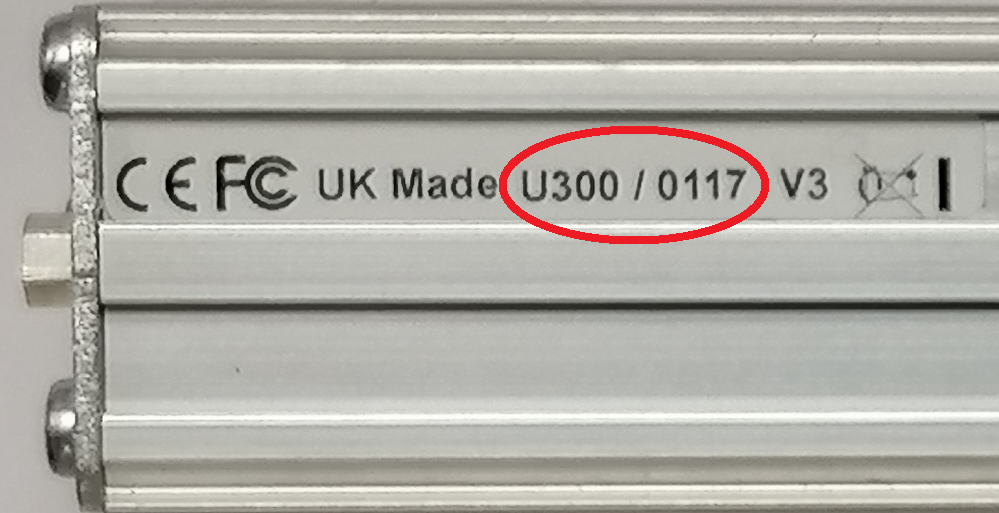 CE FC UK Made U300 / 0117 V3